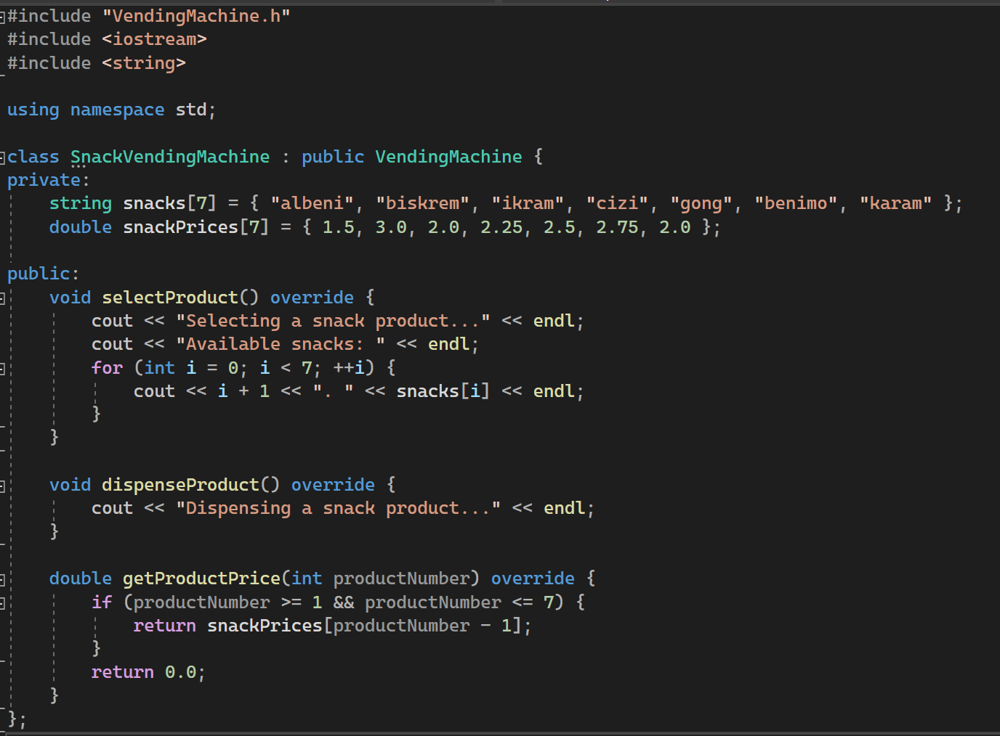 #include "VendingMachine.h"
#include <iostream>
#include <string>
using namespace std;
class SnackVendingMachine : public VendingMachine {
private:
    string snacks[7] = { "albeni", "biskrem", "ikram", "cizi", "gong", "benimo", "karam" };
    double snackPrices[7] = { 1.5, 3.0, 2.0, 2.25, 2.5, 2.75, 2.0 };
public:
    void selectProduct() override {
        cout << "Selecting a snack product..." << endl;
        cout << "Available snacks: " << endl;
        for (int i = 0; i < 7; ++i) {
            cout << i + 1 << ". " << snacks[i] << endl;
        }
    }
    void dispenseProduct() override {
        cout << "Dispensing a snack product..." << endl;
    }
    double getProductPrice(int productNumber) override {
        if (productNumber >= 1 && productNumber <= 7) {
            return snackPrices[productNumber - 1];
        }
        return 0.0;
    }
};